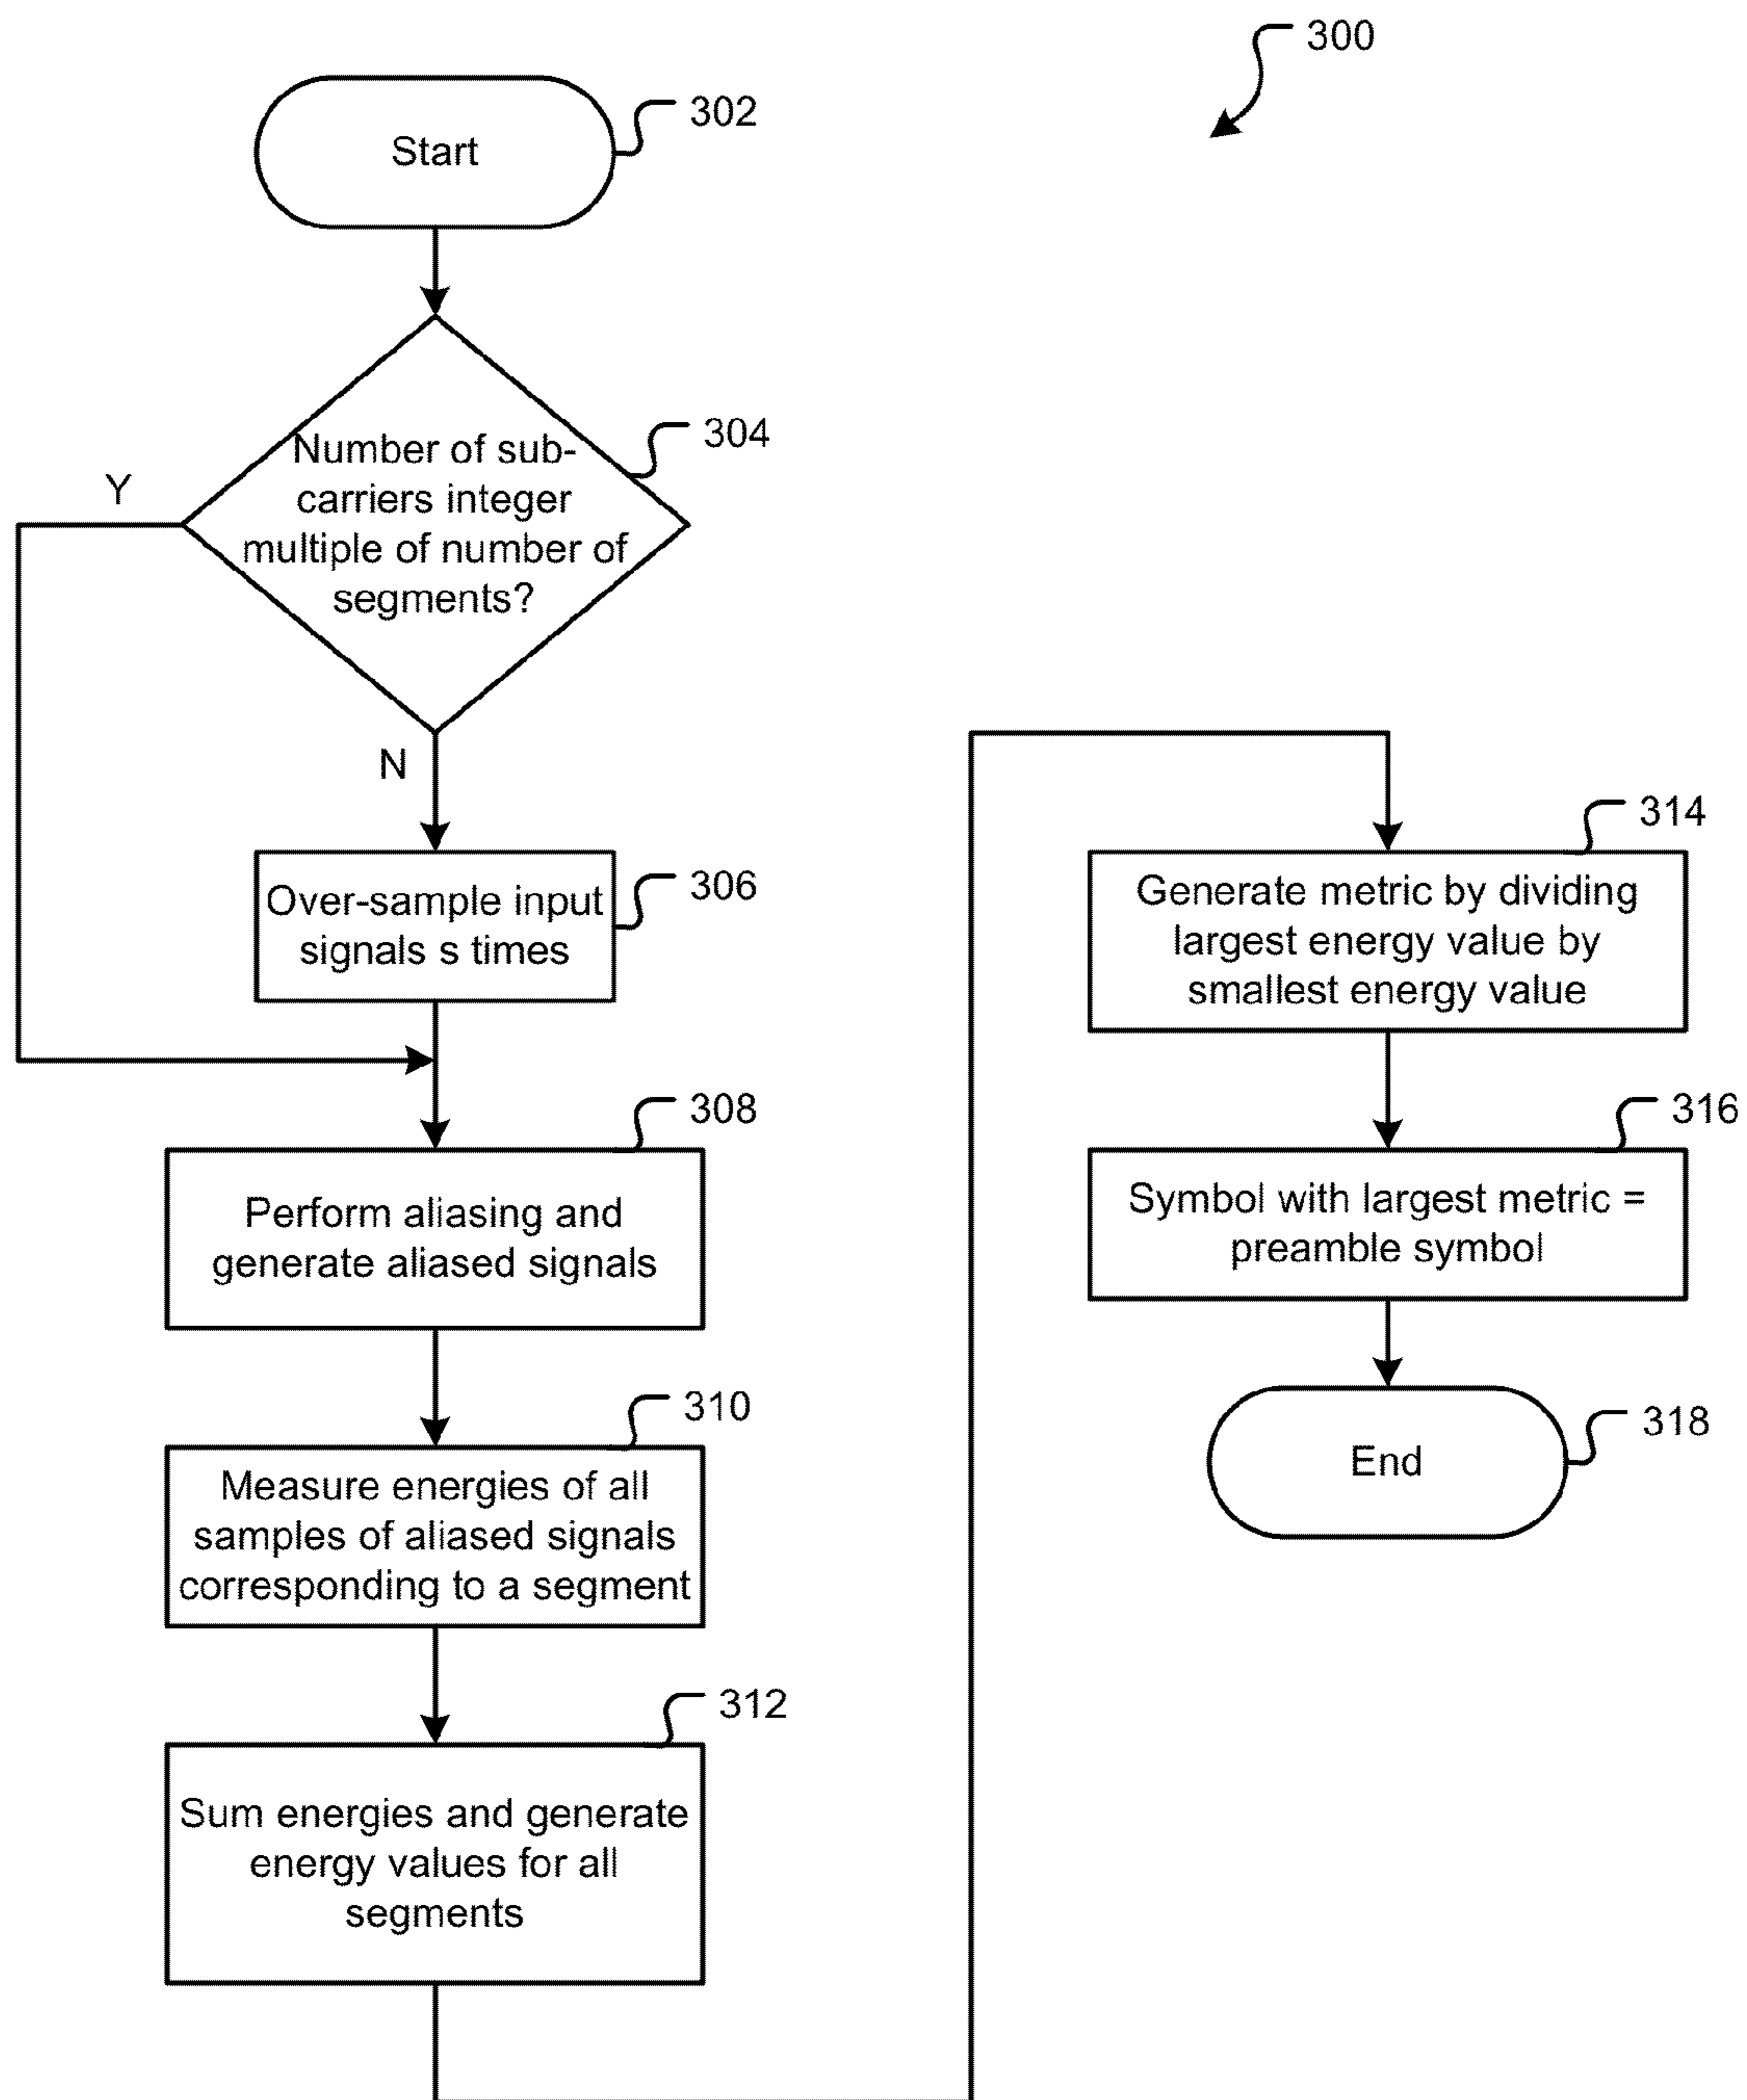 300
Start
302
Number of sub-
carriers integer
multiple of number of
segments?
304
Y
N
Over-sample input
signals s times
306
308
Perform aliasing and
generate aliased signals
310
Measure energies of all
samples of aliased signals
corresponding to a segment
312
Sum energies and generate
energy values for all
segments
314
Generate metric by dividing
largest energy value by
smallest energy value
316
Symbol with largest metric =
preamble symbol
End
318